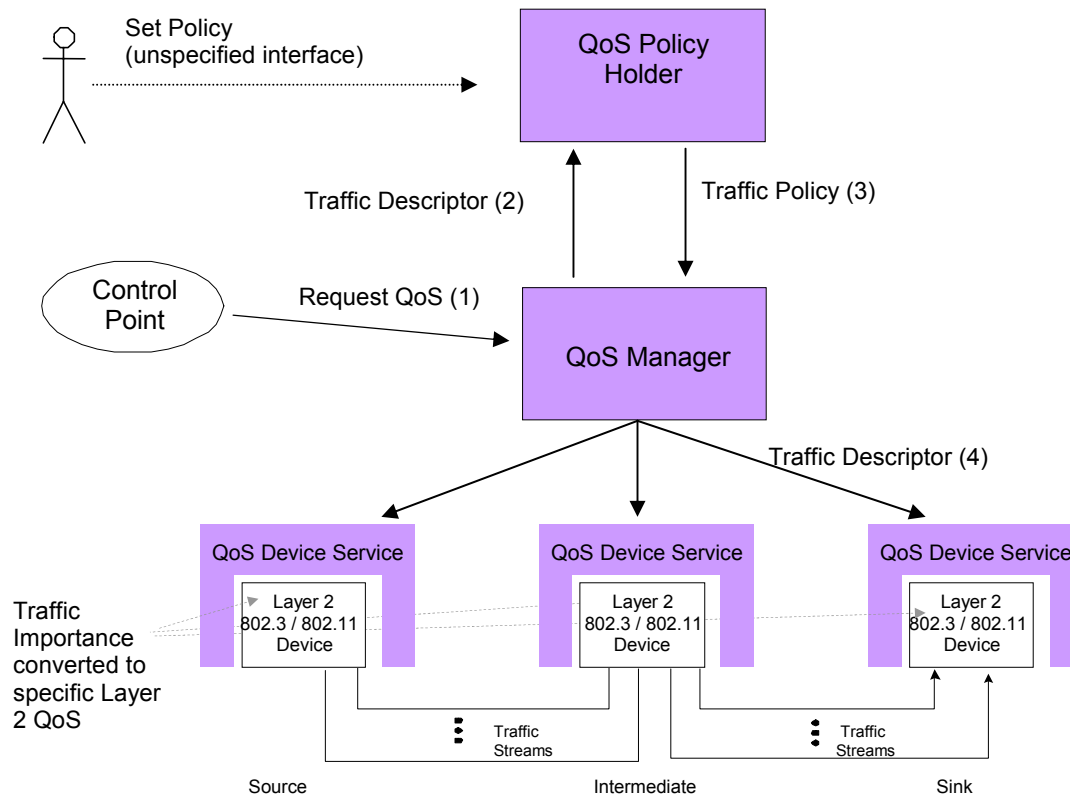 Set Policy
(unspecified interface)
QoS Policy
Holder
Traffic Descriptor (2)
Traffic Policy (3)
Control
Point
Request QoS (1)
QoS Manager
Traffic Descriptor (4)
QoS Device Service
QoS Device Service
QoS Device Service
Layer 2
802.3 / 802.11
Device
Layer 2
802.3 / 802.11
Device
Layer 2
802.3 / 802.11
Device
Traffic
Importance
converted to
specific Layer
2 QoS
Traffic
Streams
Traffic
Streams
Source
Intermediate
Sink